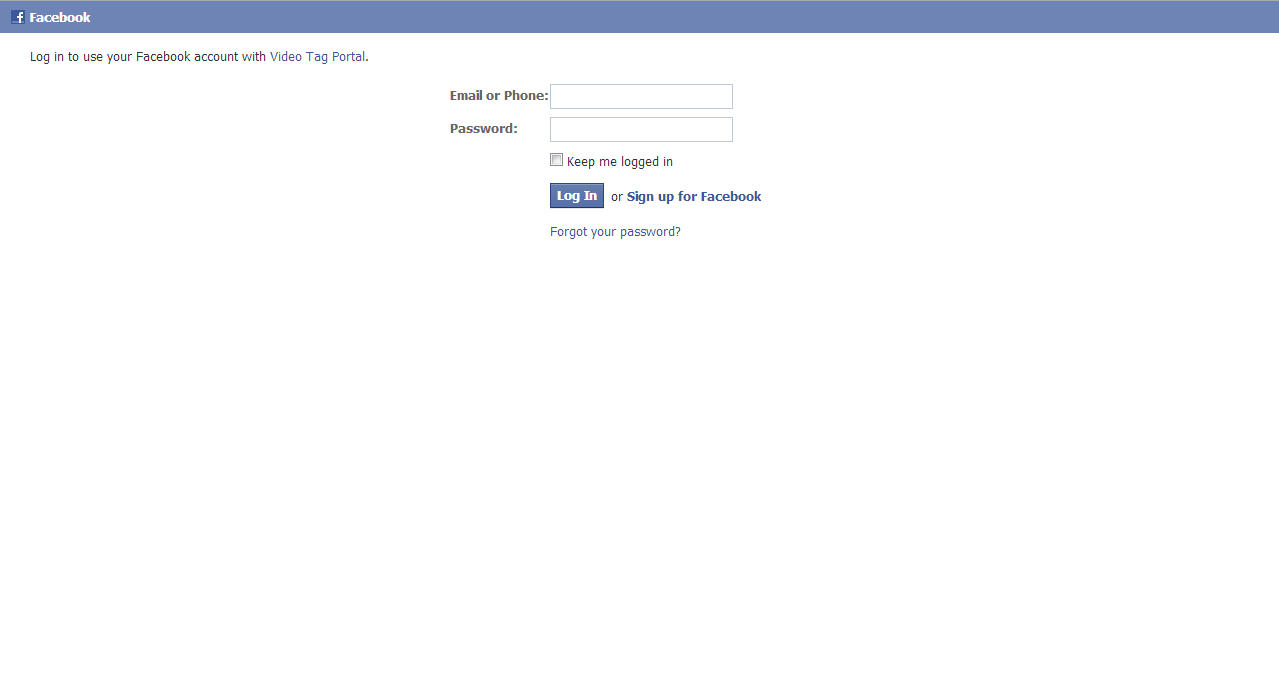 Facebook
Log in to use your Facebook account with Video Tag Portal.
Email or Phone:
Password:
Keep me logged in
Log In or Sign up for Facebook
Forgot your password?